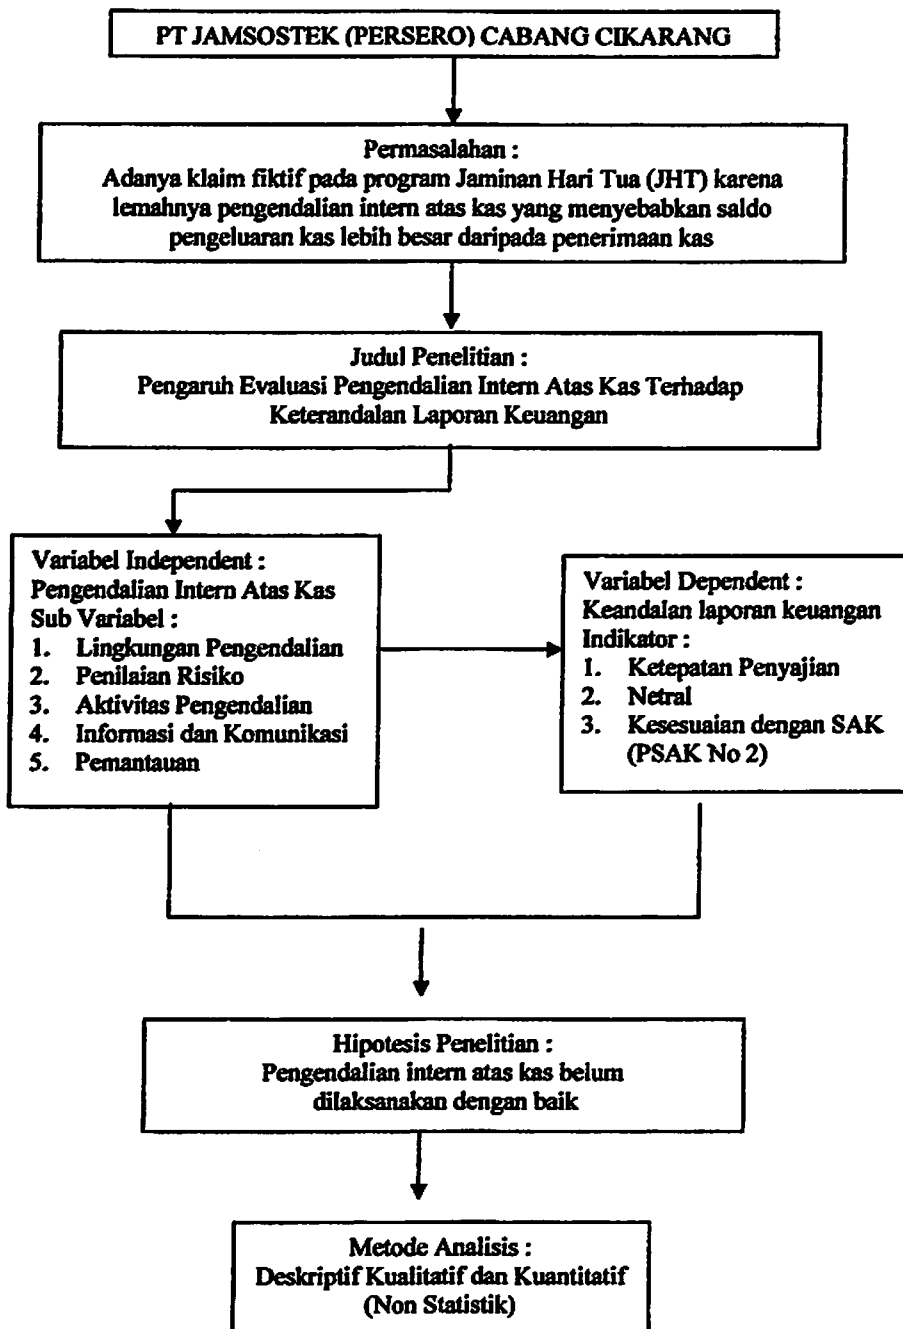 PT JAMSOSTEK (PERSERO) CABANG CIKARANG
Permasalahan :
Adanya klaim fiktif pada program Jaminan Hari Tua (JHT) karena
lemahnya pengendalian intern atas kas yang menyebabkan saldo
pengeluaran kas lebih besar daripada penerimaan kas
Judul Penelitian :
Pengaruh Evaluasi Pengendalian Intern Atas Kas Terhadap
Keterandalan Laporan Keuangan
Variabel Independent :
Pengendalian Intern Atas Kas
Sub Variabel :
1. Lingkungan Pengendalian
2. Penilaian Risiko
3. Aktivitas Pengendalian
4. Informasi dan Komunikasi
5. Pemantauan
Variabel Dependent :
Keandalan laporan keuangan
Indikator :
1. Ketepatan Penyajian
2. Netral
3. Kesesuaian dengan SAK
(PSAK No 2)
Hipotesis Penelitian :
Pengendalian intern atas kas belum
dilaksanakan dengan baik
Metode Analisis :
Deskriptif Kualitatif dan Kuantitatif
(Non Statistik)